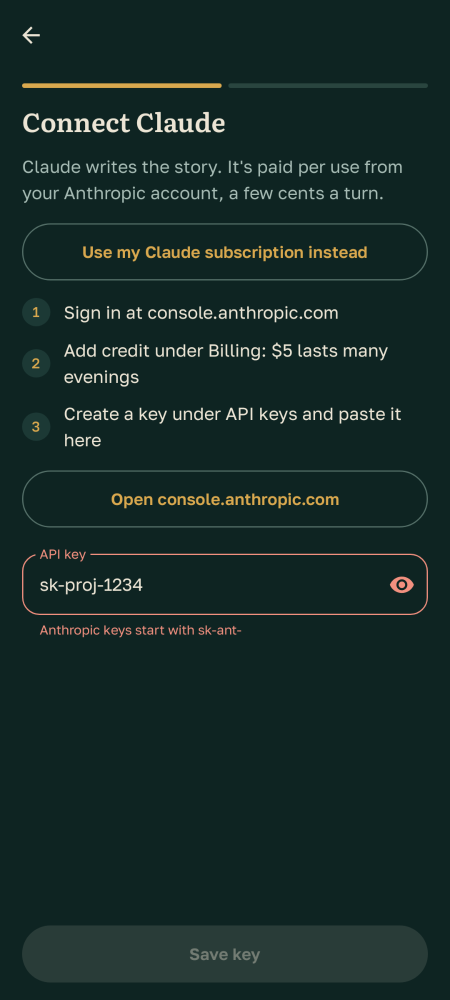 Connect Claude
Claude writes the story. It's paid per use from
your Anthropic account, a few cents a turn.
Use my Claude subscription instead
1 Sign in at console.anthropic.com
2 Add credit under Billing: $5 lasts many
evenings
3 Create a key under API keys and paste it
here
Open console.anthropic.com
API key
sk-proj-1234
Anthropic keys start with sk-ant-
Save key